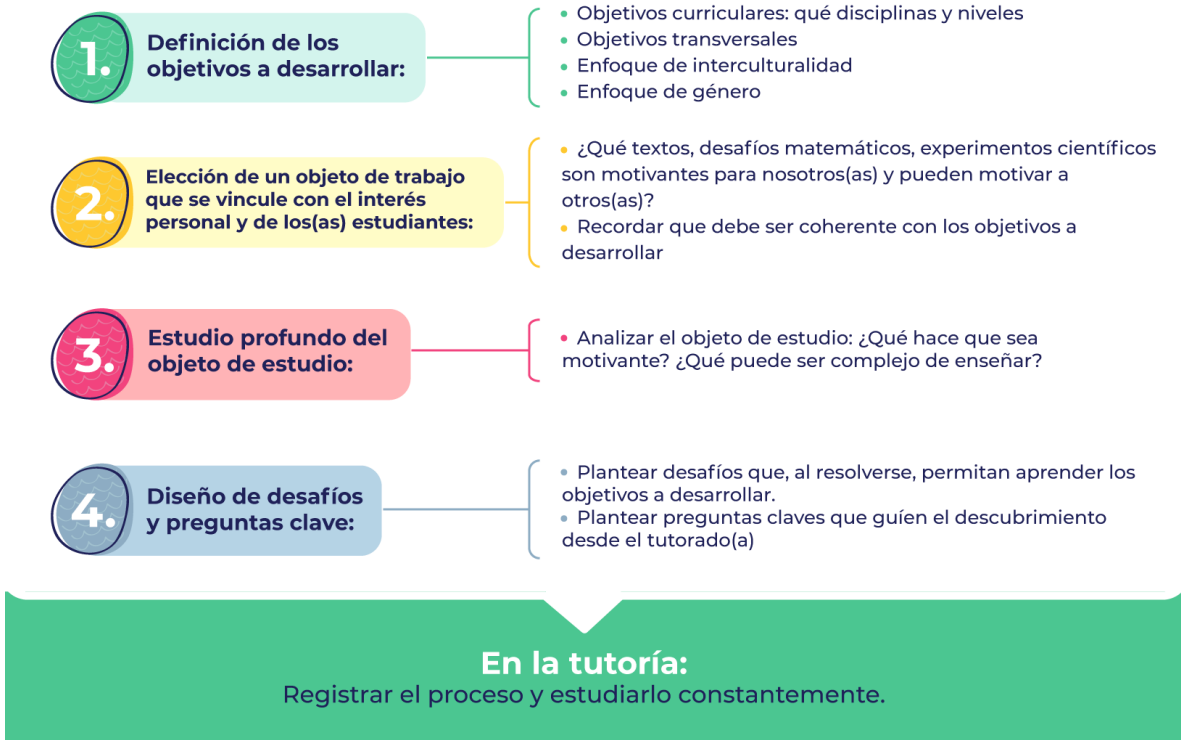 1.
Definición de los
objetivos a desarrollar:
• Objetivos curriculares: qué disciplinas y niveles
• Objetivos transversales
• Enfoque de interculturalidad
• Enfoque de género
2.
Elección de un objeto de trabajo
que se vincule con el interés
personal y de los(as) estudiantes:
• ¿Qué textos, desafíos matemáticos, experimentos científicos
son motivantes para nosotros(as) y pueden motivar a
otros(as)?
• Recordar que debe ser coherente con los objetivos a
desarrollar
3.
Estudio profundo del
objeto de estudio:
• Analizar el objeto de estudio: ¿Qué hace que sea
motivante? ¿Qué puede ser complejo de enseñar?
4.
Diseño de desafíos
y preguntas clave:
• Plantear desafíos que, al resolverse, permitan aprender los
objetivos a desarrollar.
• Plantear preguntas claves que guíen el descubrimiento
desde el tutorado(a)
En la tutoría:
Registrar el proceso y estudiarlo constantemente.